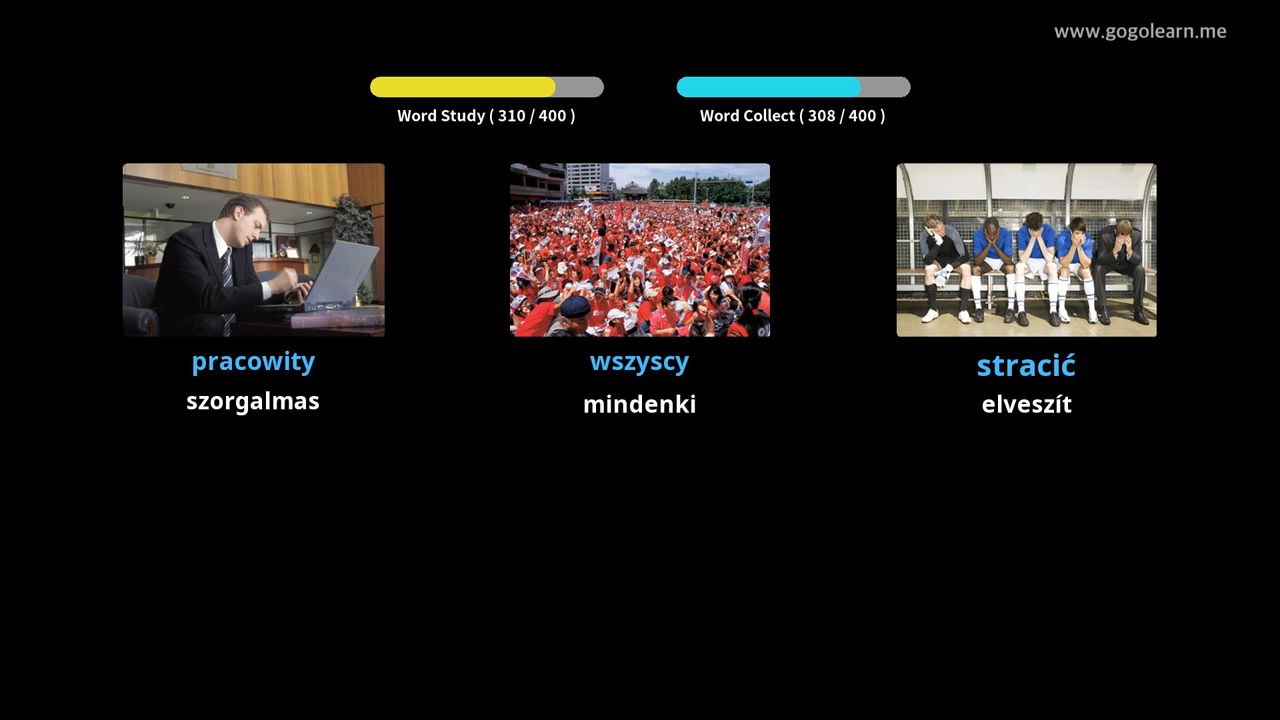 www.gogolearn.me
Word Study ( 310 / 400 )
Word Collect ( 308 / 400 )
pracowity
wszyscy
stracić
szorgalmas
mindenki
elveszít